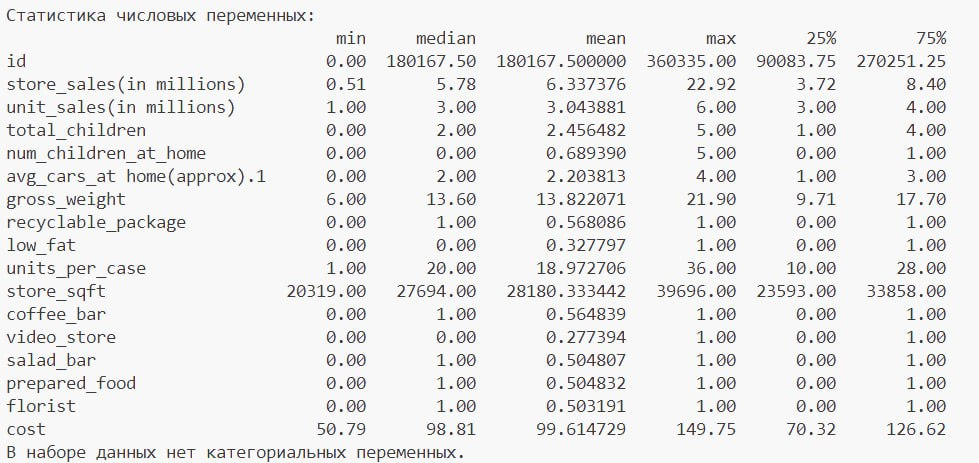 Статистика числовых переменных:
min median mean max 25% 75%
id 0.00 180167.50 180167.500000 360335.00 90083.75 270251.25
store_sales(in millions) 0.51 5.78 6.337376 22.92 3.72 8.40
unit_sales(in millions) 1.00 3.00 3.043881 6.00 3.00 4.00
total_children 0.00 2.00 2.456482 5.00 1.00 4.00
num_children_at_home 0.00 0.00 0.689390 5.00 0.00 1.00
avg_cars_at home(approx).1 0.00 2.00 2.203813 4.00 1.00 3.00
gross_weight 6.00 13.60 13.822071 21.90 9.71 17.70
recyclable_package 0.00 1.00 0.568086 1.00 0.00 1.00
low_fat 0.00 0.00 0.327797 1.00 0.00 1.00
units_per_case 1.00 20.00 18.972706 36.00 10.00 28.00
store_sqft 20319.00 27694.00 28180.333442 39696.00 23593.00 33858.00
coffee_bar 0.00 1.00 0.564839 1.00 0.00 1.00
video_store 0.00 0.00 0.277394 1.00 0.00 1.00
salad_bar 0.00 1.00 0.504807 1.00 0.00 1.00
prepared_food 0.00 1.00 0.504832 1.00 0.00 1.00
florist 0.00 1.00 0.503191 1.00 0.00 1.00
cost 50.79 98.81 99.614729 149.75 70.32 126.62
В наборе данных нет категориальных переменных.